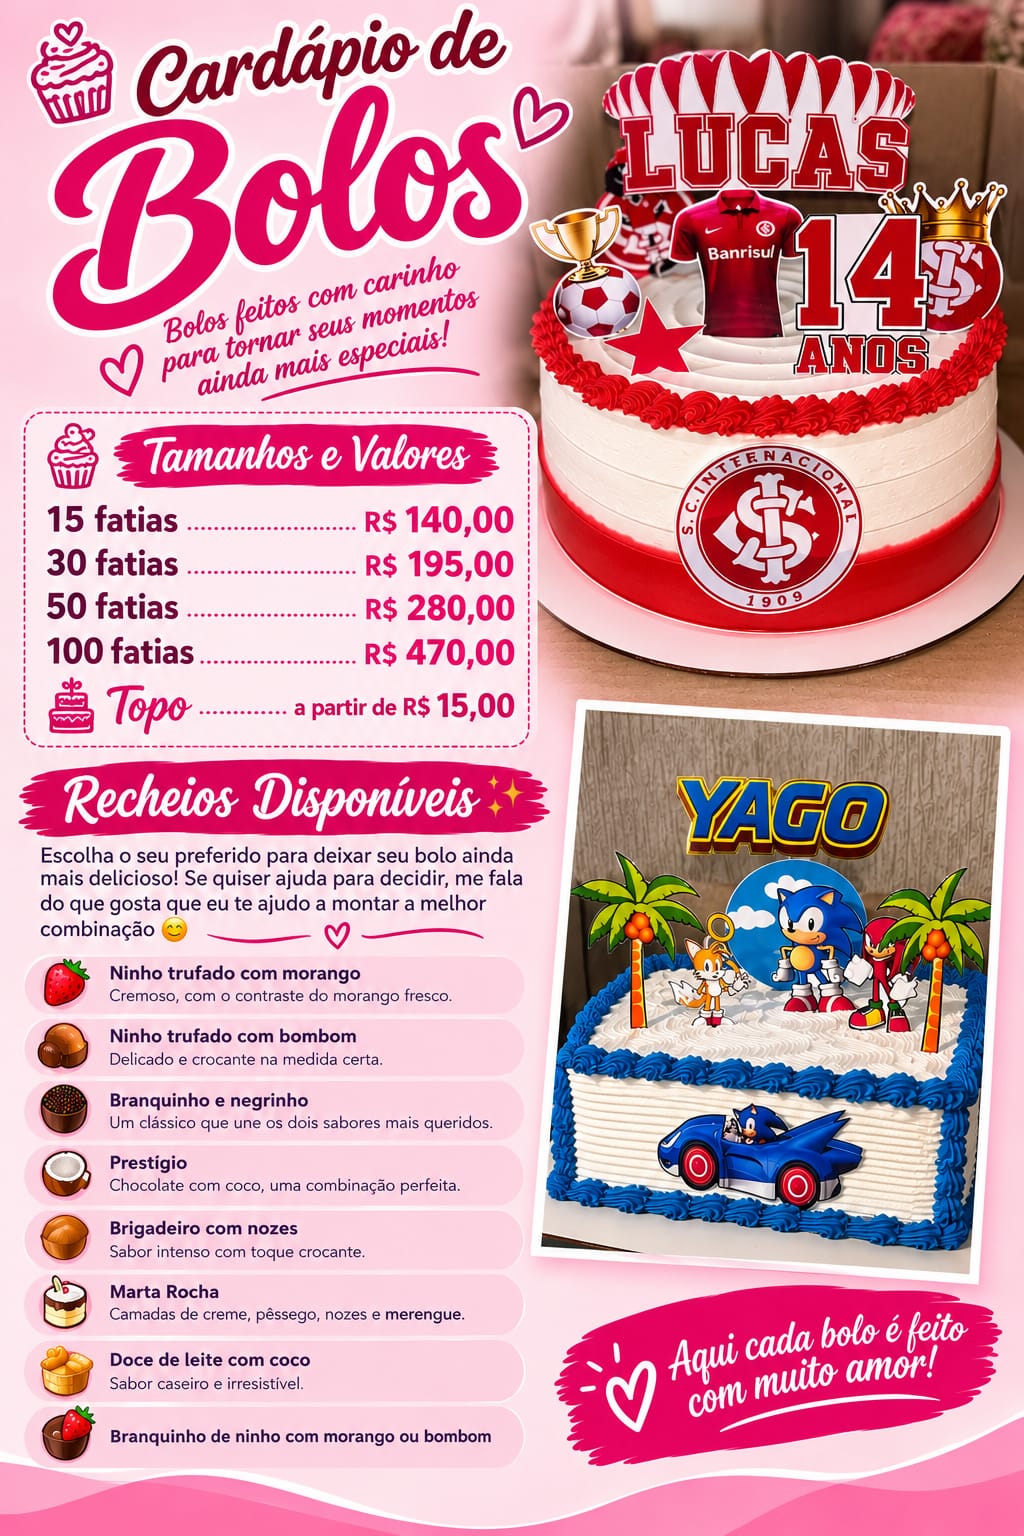 Cardápio de
Bolos
Bolos feitos com carinho
para tornar seus momentos
ainda mais especiais!
LUCAS
Banrisul
14
ANOS
S.C. INTERNACIONAL
1909
Tamanhos e Valores
15 fatias ........................... R$ 140,00
30 fatias ........................... R$ 195,00
50 fatias ........................... R$ 280,00
100 fatias ......................... R$ 470,00
Topo ............. a partir de R$ 15,00
Recheios Disponíveis ✨
Escolha o seu preferido para deixar seu bolo ainda
mais delicioso! Se quiser ajuda para decidir, me fala
do que gosta que eu te ajudo a montar a melhor
combinação 😊
Ninho trufado com morango
Cremoso, com o contraste do morango fresco.
Ninho trufado com bombom
Delicado e crocante na medida certa.
Branquinho e negrinho
Um clássico que une os dois sabores mais queridos.
Prestígio
Chocolate com coco, uma combinação perfeita.
Brigadeiro com nozes
Sabor intenso com toque crocante.
Marta Rocha
Camadas de creme, pêssego, nozes e merengue.
Doce de leite com coco
Sabor caseiro e irresistível.
Branquinho de ninho com morango ou bombom
YAGO
Aqui cada bolo é feito
com muito amor!